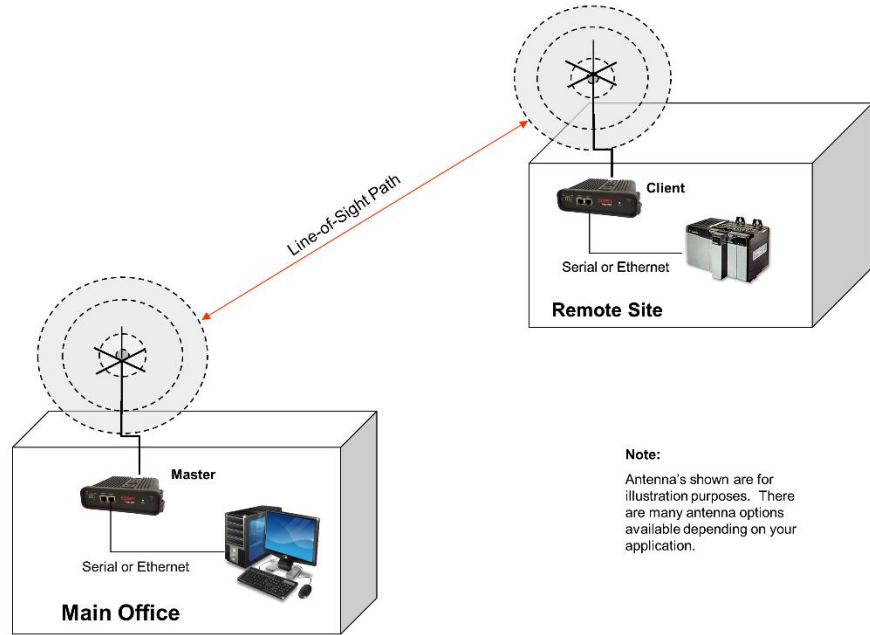 Line-of-Sight Path
Client
Serial or Ethernet
Remote Site
Master
Serial or Ethernet
Main Office
Note:
Antenna's shown are for
illustration purposes. There
are many antenna options
available depending on your
application.